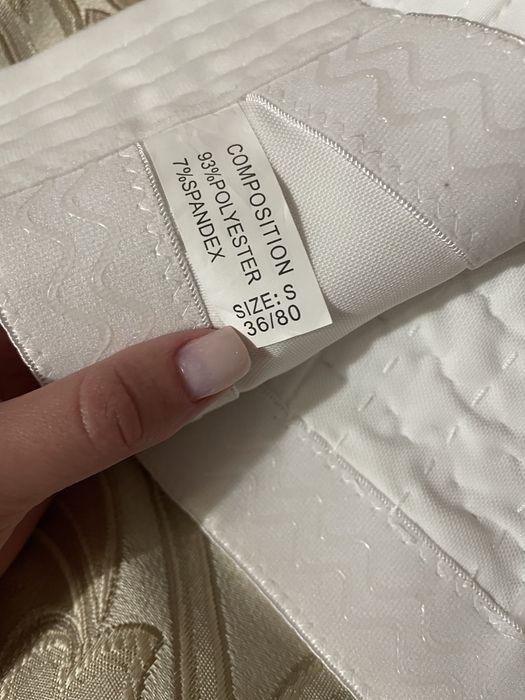 COMPOSITION
93%POLYESTER
7%SPANDEX
SIZE: S
36/80